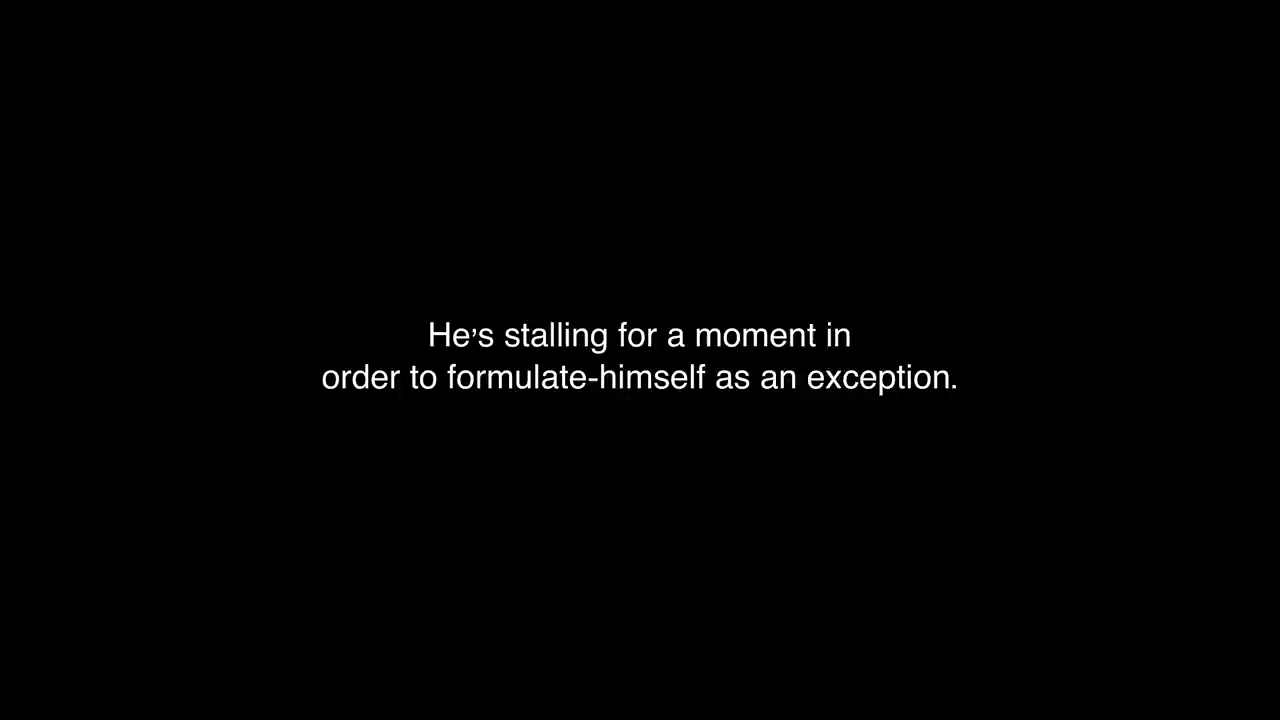 He's stalling for a moment in
order to formulate-himself as an exception.